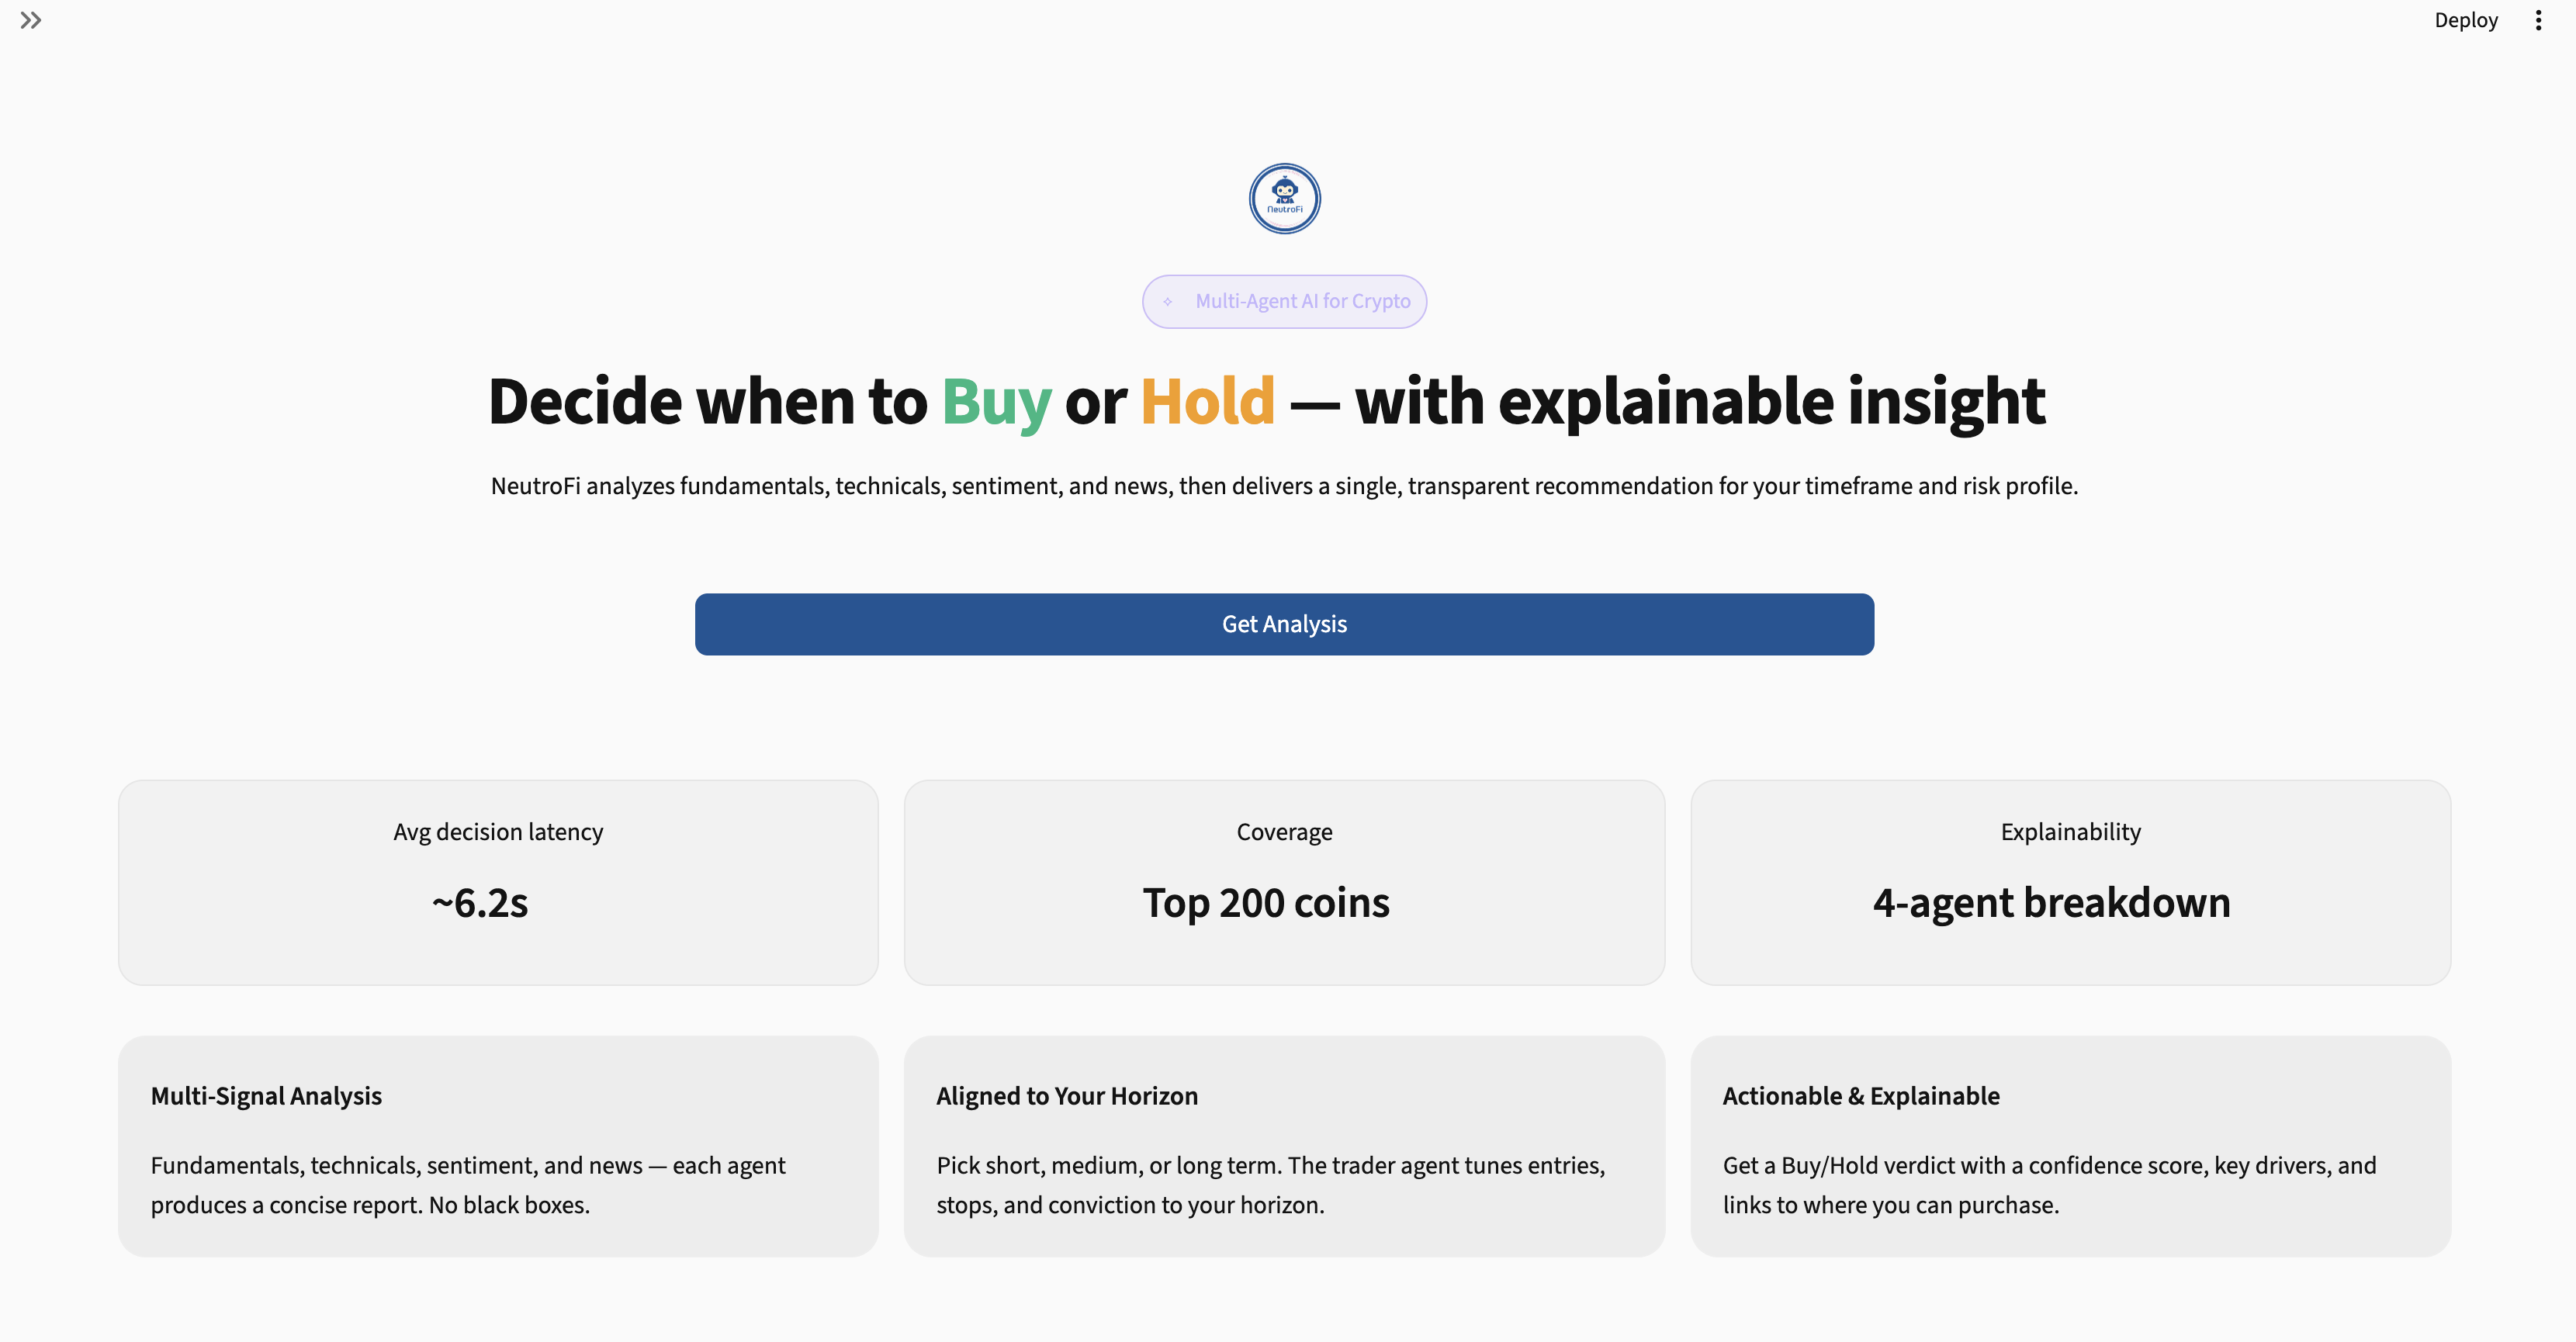 Deploy
NeutroFi
Multi-Agent AI for Crypto
Decide when to Buy or Hold — with explainable insight
NeutroFi analyzes fundamentals, technicals, sentiment, and news, then delivers a single, transparent recommendation for your timeframe and risk profile.
Get Analysis
Avg decision latency
~6.2s
Coverage
Top 200 coins
Explainability
4-agent breakdown
Multi-Signal Analysis
Fundamentals, technicals, sentiment, and news — each agent
produces a concise report. No black boxes.
Aligned to Your Horizon
Pick short, medium, or long term. The trader agent tunes entries,
stops, and conviction to your horizon.
Actionable & Explainable
Get a Buy/Hold verdict with a confidence score, key drivers, and
links to where you can purchase.